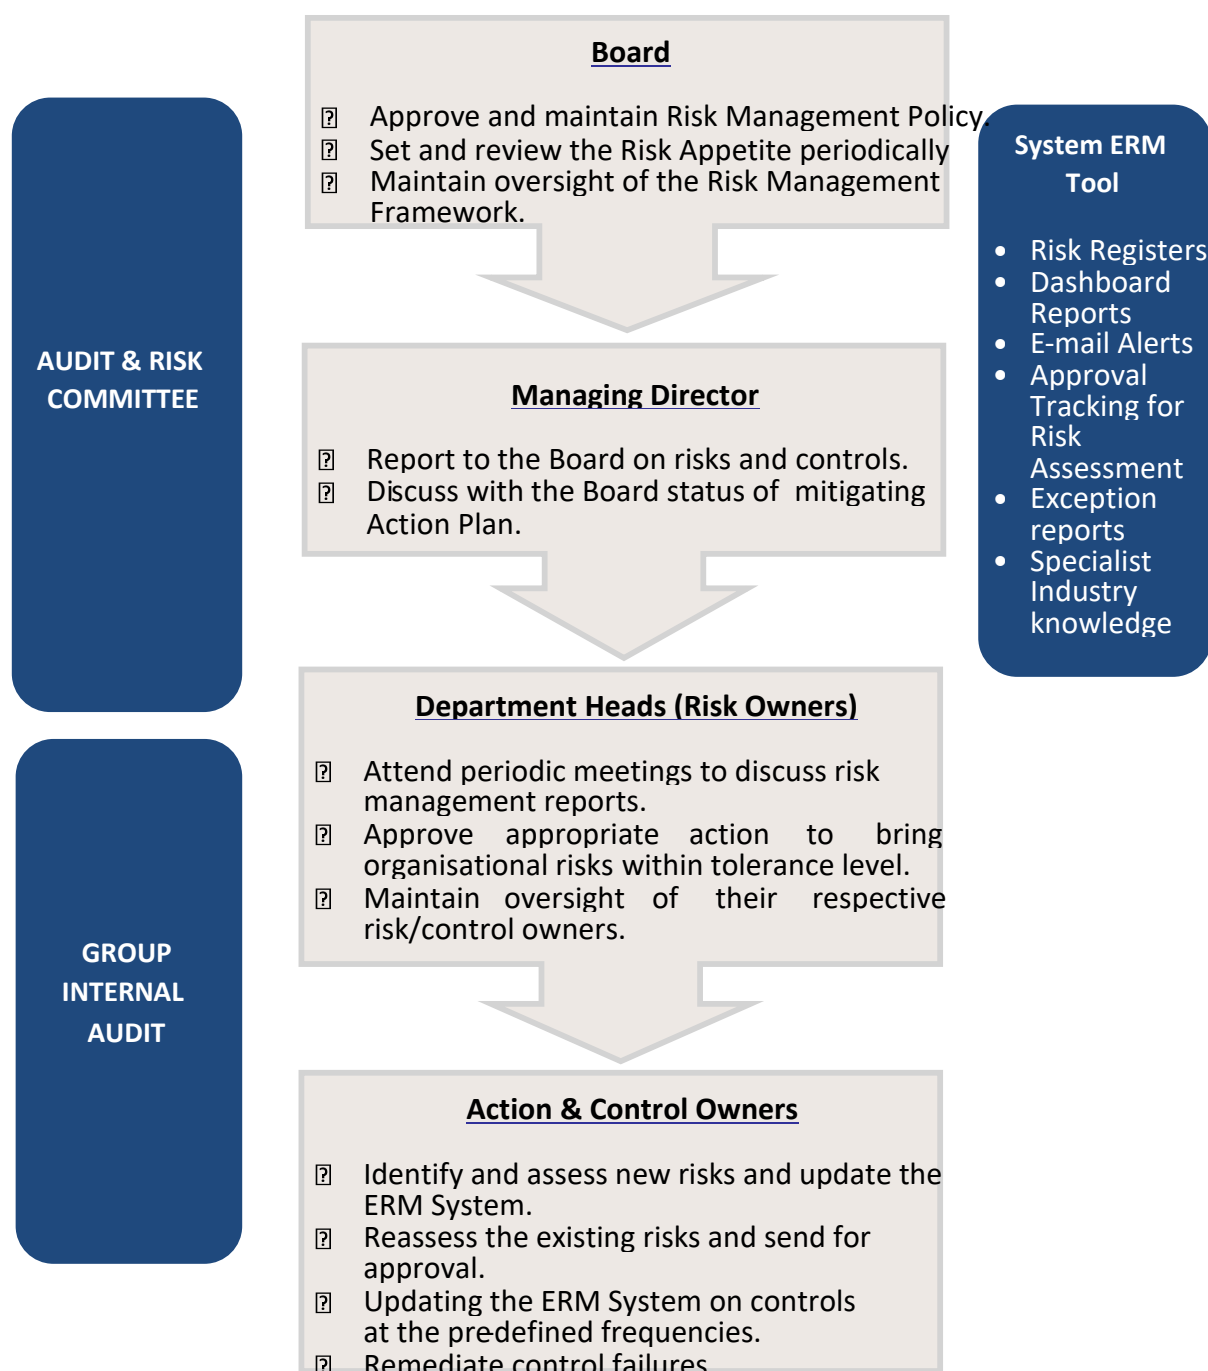 Board
⍰ Approve and maintain Risk Management Policy.
⍰ Set and review the Risk Appetite periodically
⍰ Maintain oversight of the Risk Management
Framework.
AUDIT & RISK
COMMITTEE
System ERM
Tool
• Risk Registers
• Dashboard
Reports
• E-mail Alerts
• Approval
Tracking for
Risk
Assessment
• Exception
reports
• Specialist
Industry
knowledge
Managing Director
⍰ Report to the Board on risks and controls.
⍰ Discuss with the Board status of mitigating
Action Plan.
Department Heads (Risk Owners)
⍰ Attend periodic meetings to discuss risk
management reports.
⍰ Approve appropriate action to bring
organisational risks within tolerance level.
⍰ Maintain oversight of their respective
risk/control owners.
GROUP
INTERNAL
AUDIT
Action & Control Owners
⍰ Identify and assess new risks and update the
ERM System.
⍰ Reassess the existing risks and send for
approval.
⍰ Updating the ERM System on controls
at the pre-defined frequencies.
⍰ Remediate control failures